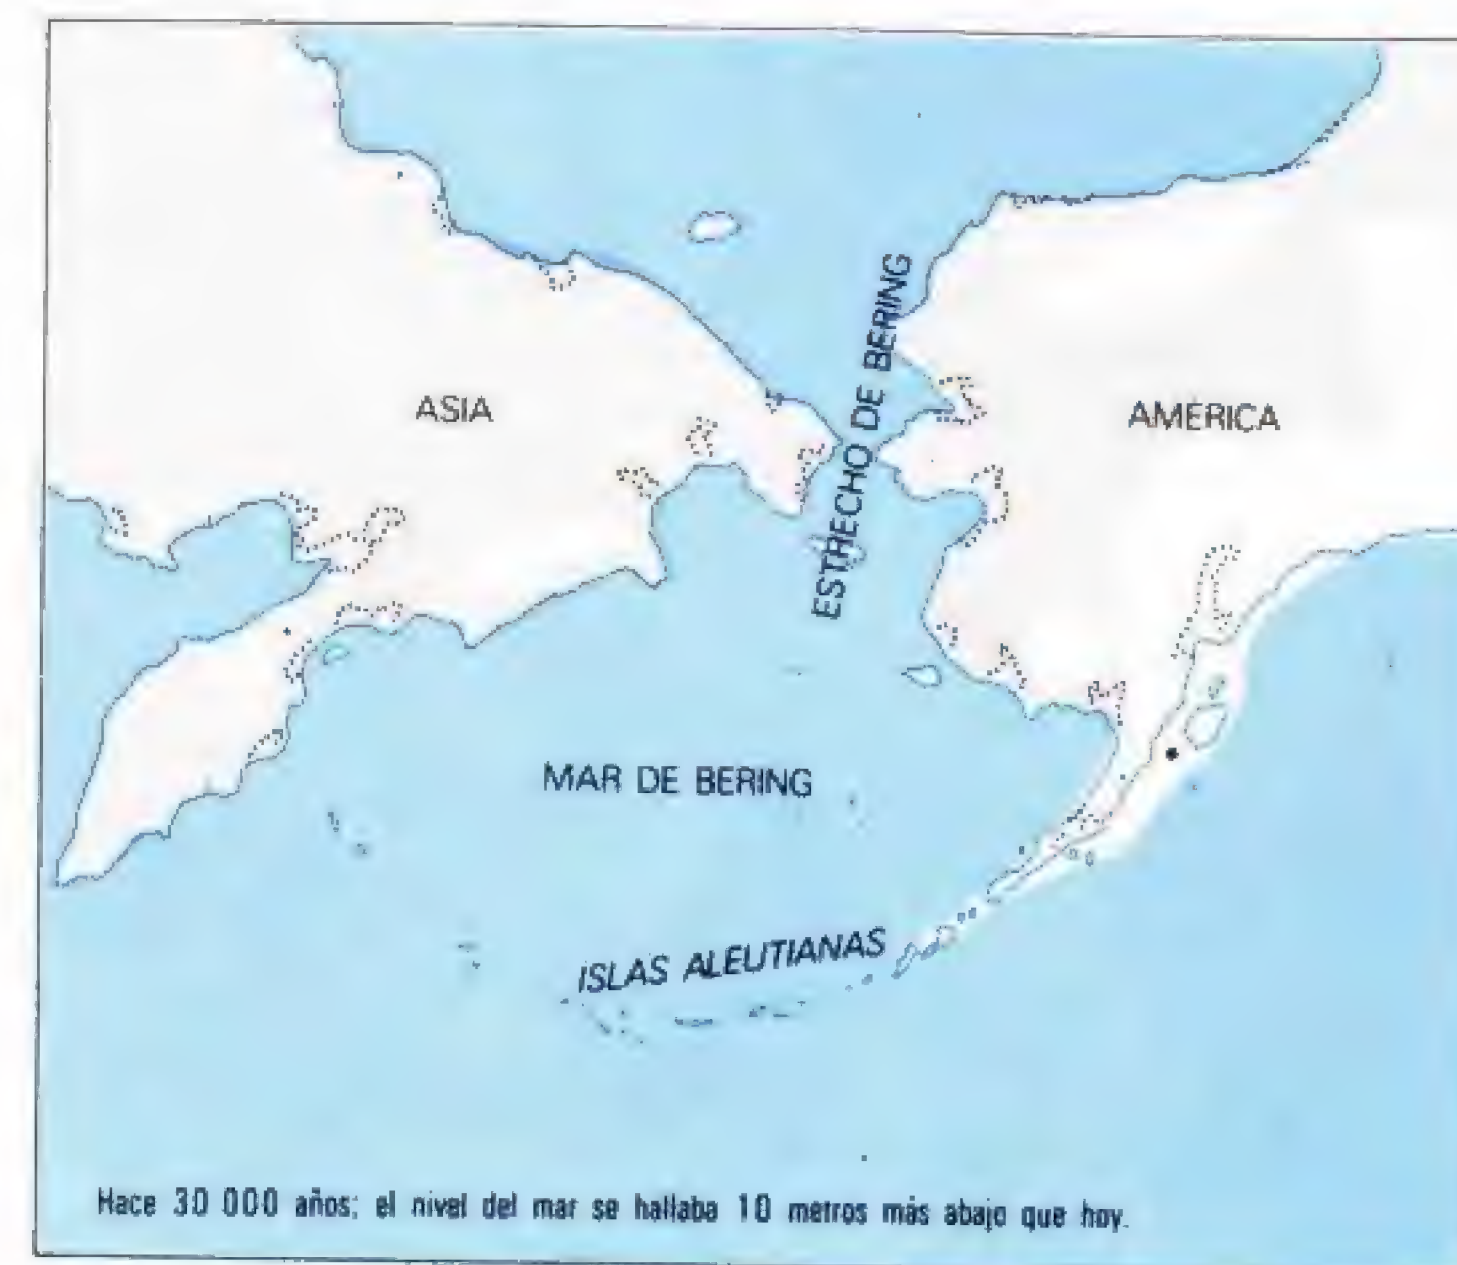 ESTRECHO DE BERING
ASIA
AMÉRICA
MAR DE BERING
ISLAS ALEUTIANAS
Hace 30 000 años; el nivel del mar se hallaba 10 metros más abajo que hoy.